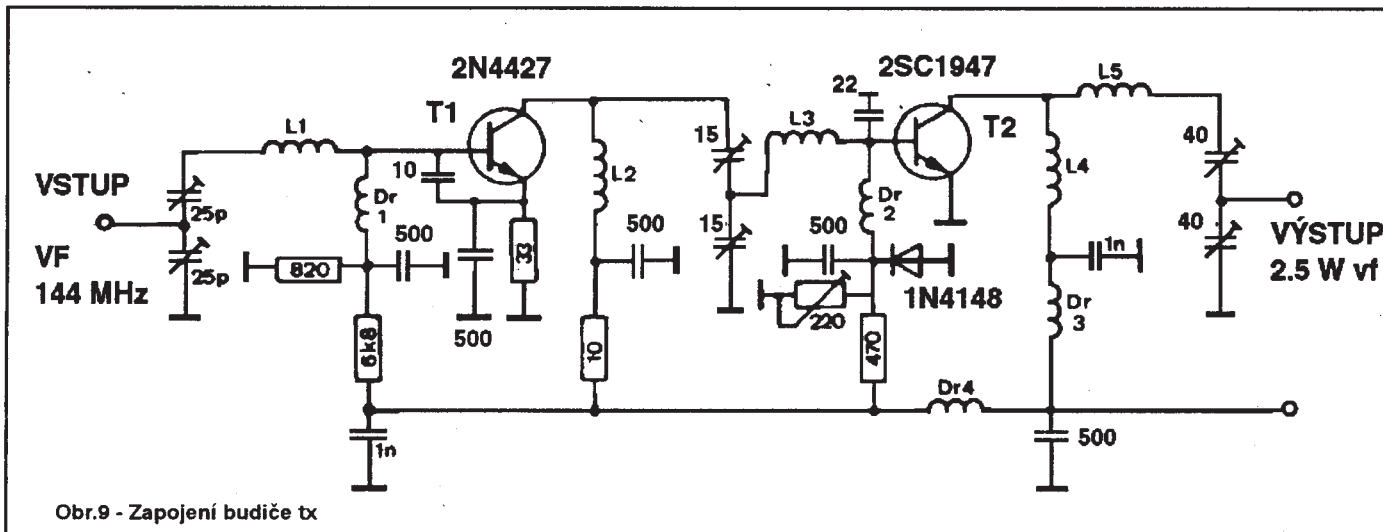 2N4427
2SC1947
22
L5
T1
L1
15
L3
T2
40
10
L2
L4
VSTUP
25p
Dr
1
Dr
2
VF
25p
500
33
15
500
500
1n
40
VÝSTUP
144 MHz
820
1N4148
2.5 W vf
220
Dr
3
500
6k8
10
470
Dr4
1n
500
Obr.9 - Zapojení budiče tx